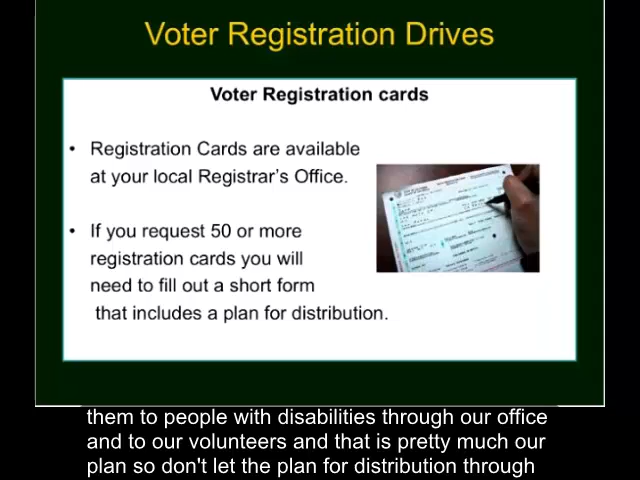 Voter Registration Drives
Voter Registration cards
• Registration Cards are available
at your local Registrar's Office.
• If you request 50 or more
registration cards you will
need to fill out a short form
that includes a plan for distribution.
them to people with disabilities through our office
and to our volunteers and that is pretty much our
plan so don't let the plan for distribution through